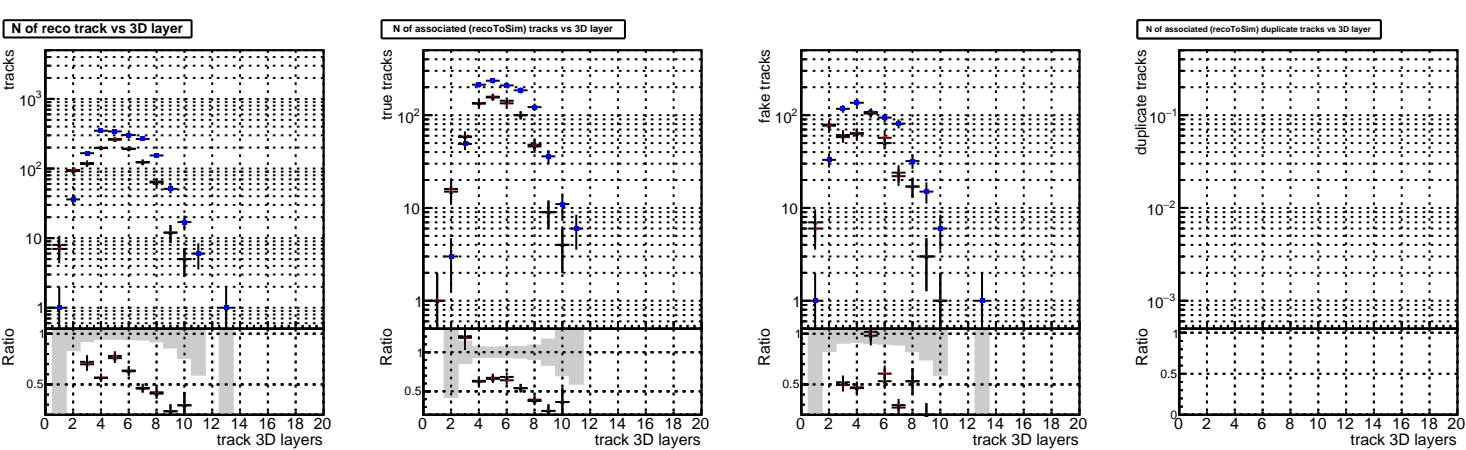 N of reco track vs 3D layer
tracks
10³
10²
10
1
Ratio
1
0.5
0 2 4 6 8 10 12 14 16 18 20
track 3D layers
N of associated (recoToSim) tracks vs 3D layer
true tracks
10²
10
1
Ratio
1
0.5
0 2 4 6 8 10 12 14 16 18 20
track 3D layers
fake tracks
10²
10
1
Ratio
1
0.5
0 2 4 6 8 10 12 14 16 18 20
track 3D layers
N of associated (recoToSim) duplicate tracks vs 3D layer
duplicate tracks
10⁻¹
10⁻²
10⁻³
Ratio
1
0.5
0
0 2 4 6 8 10 12 14 16 18 20
track 3D layers